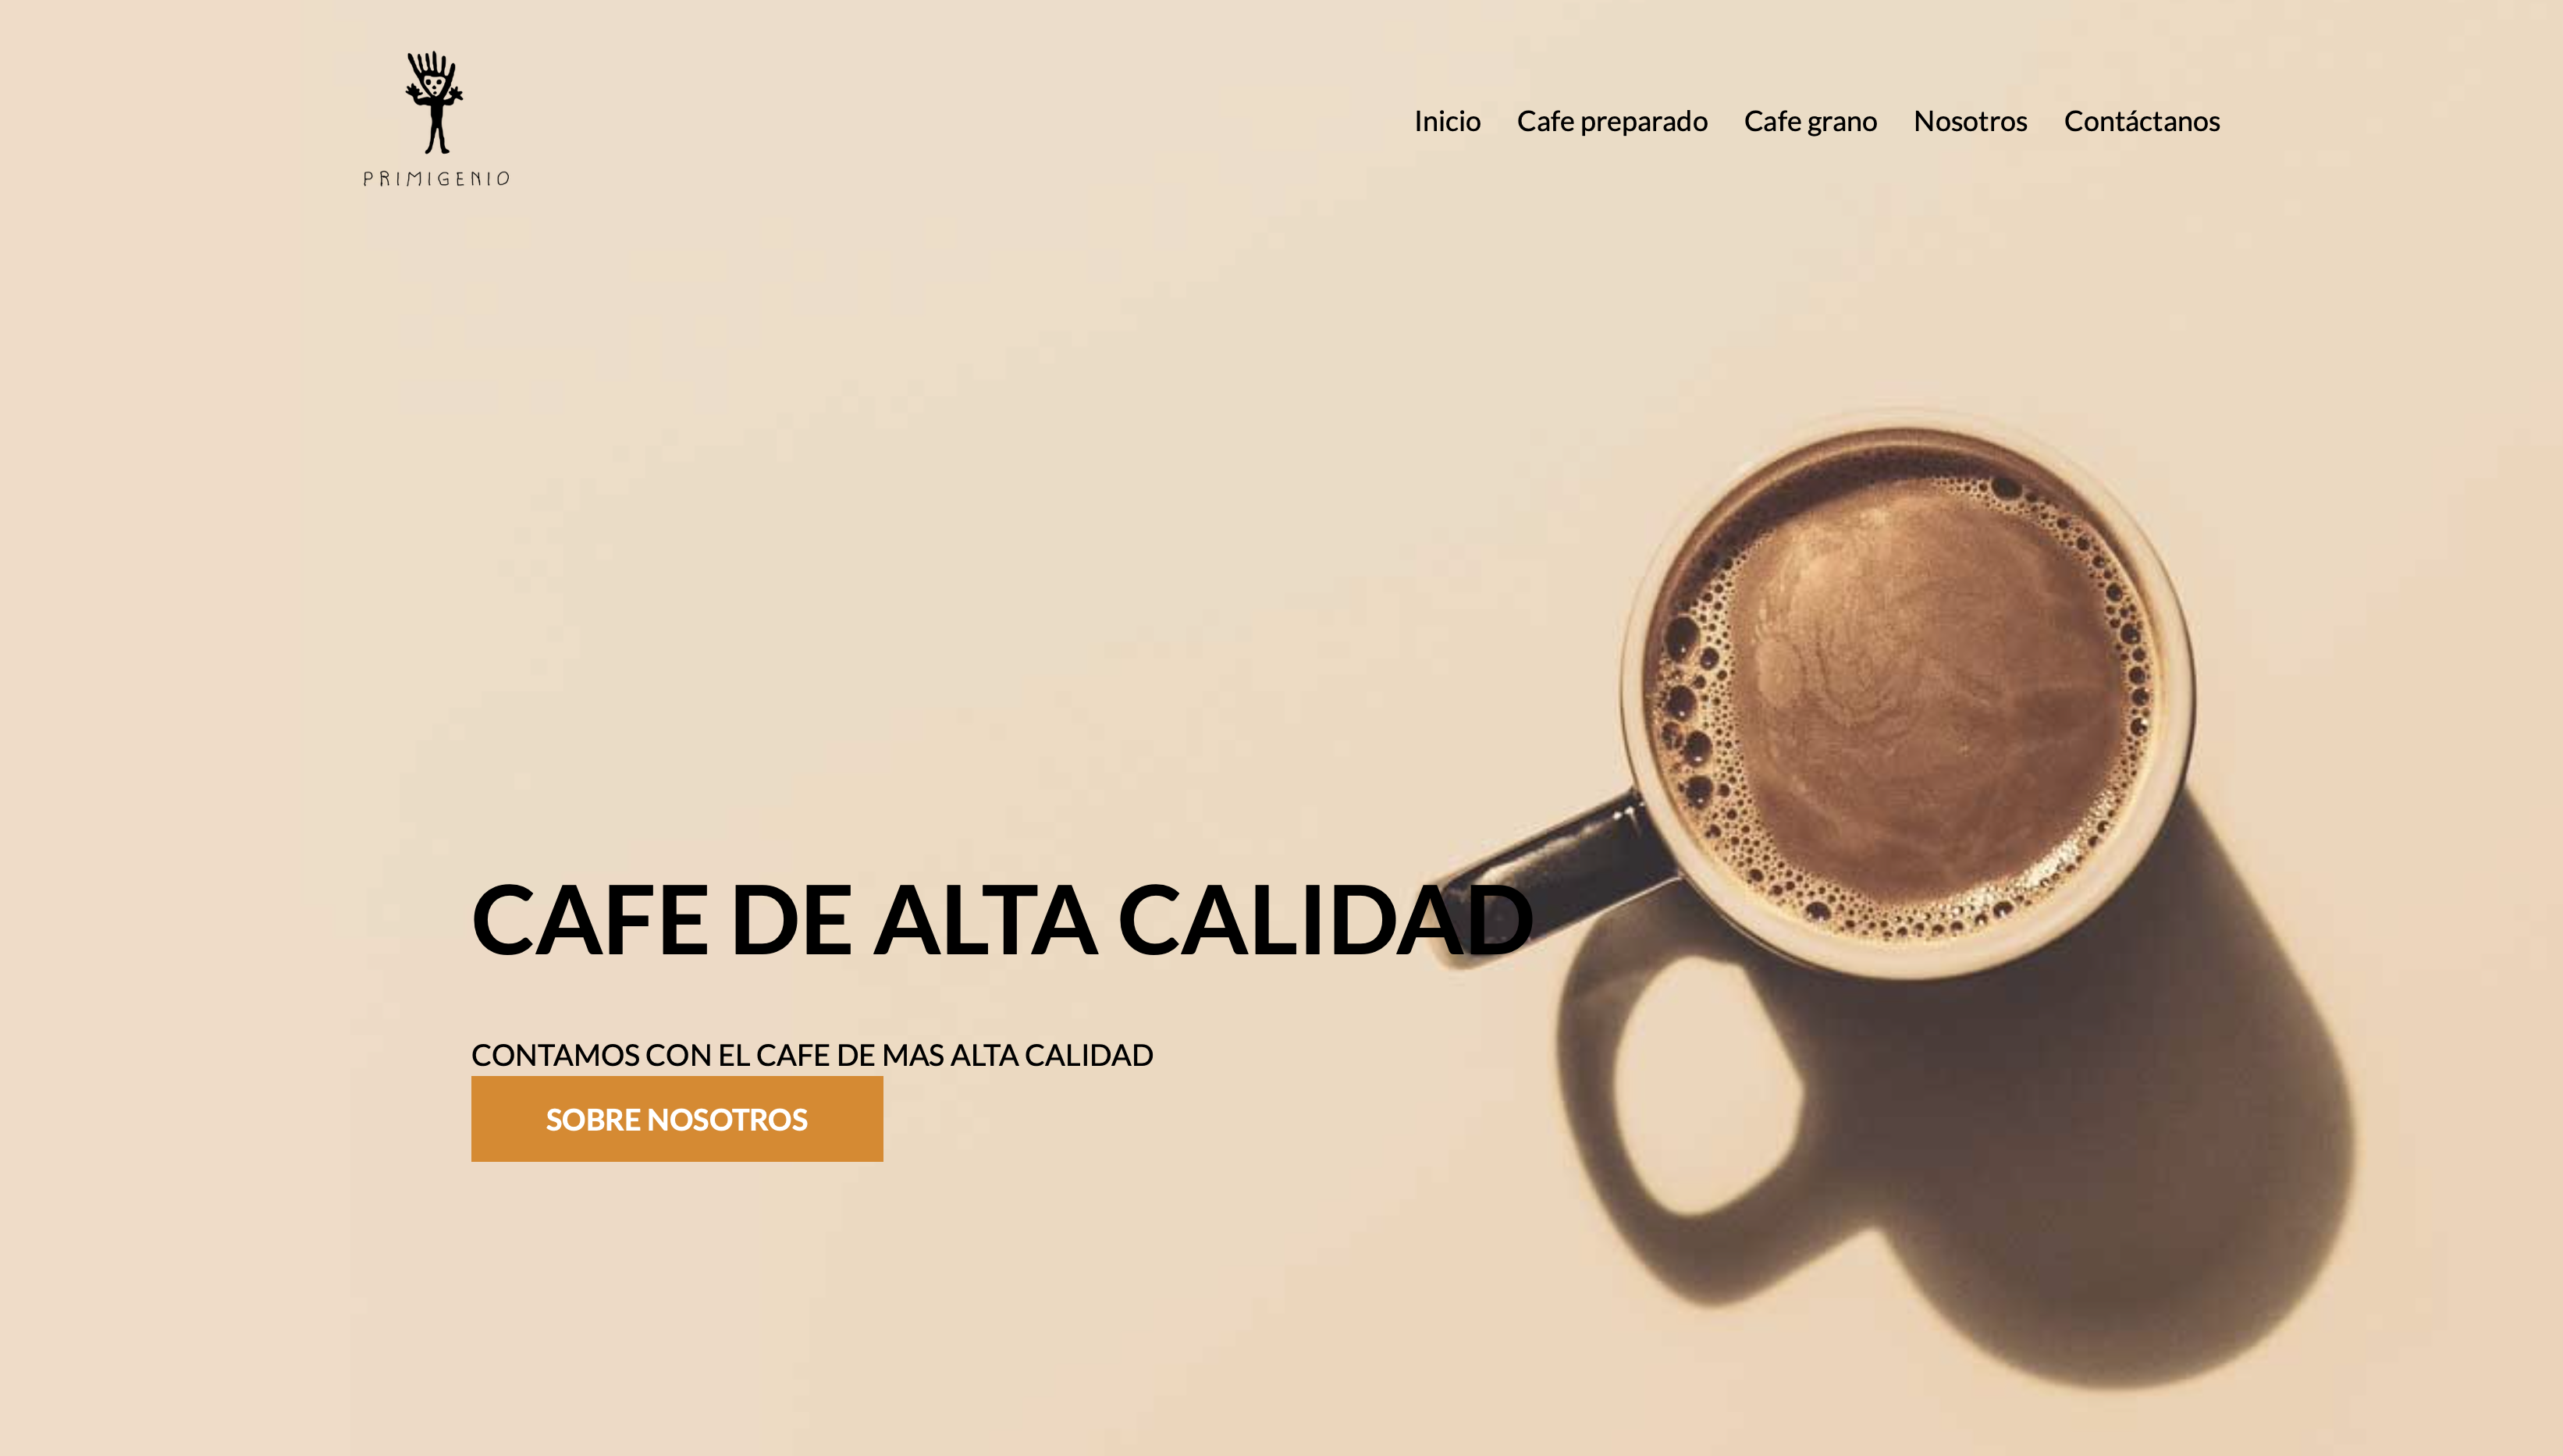 PRIMIGENIO
Inicio Cafe preparado Cafe grano Nosotros Contáctanos
CAFE DE ALTA CALIDAD
CONTAMOS CON EL CAFE DE MAS ALTA CALIDAD
SOBRE NOSOTROS